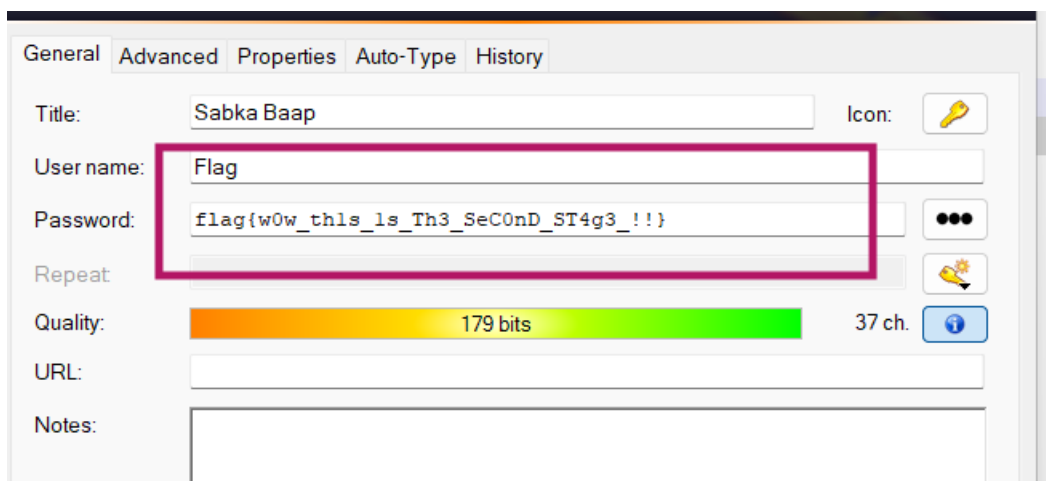 General Advanced Properties Auto-Type History
Title: Sabka Baap Icon:
User name: Flag
Password: flag{w0w_th1s_1s_Th3_SeC0nD_ST4g3_!!}
Repeat:
Quality: 179 bits 37 ch.
URL:
Notes: